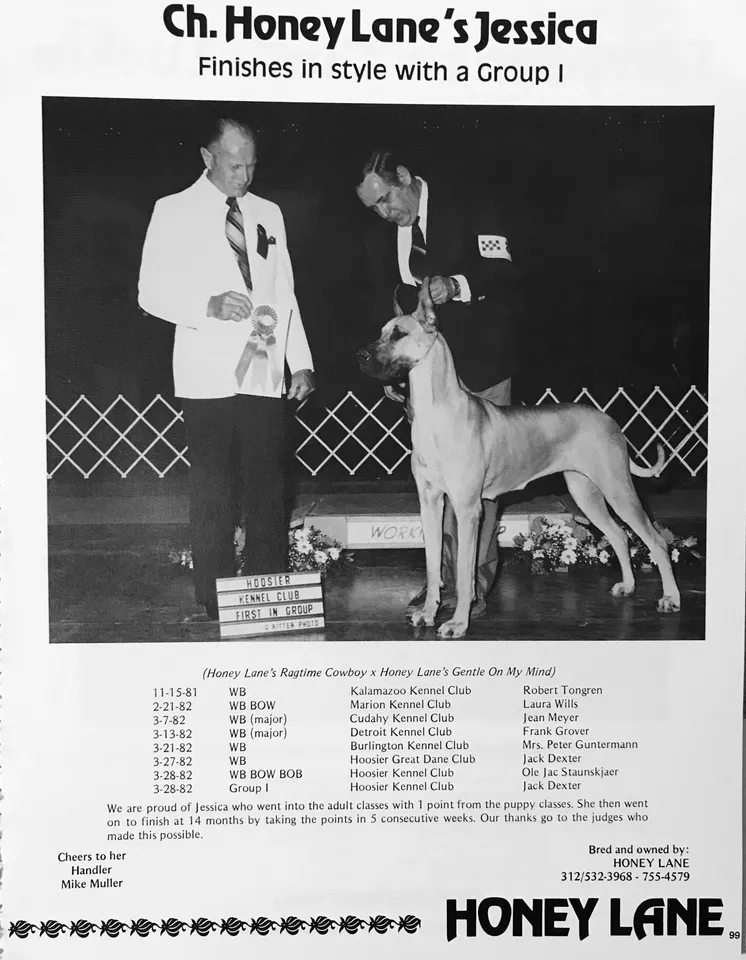 Ch. Honey Lane's Jessica
Finishes in style with a Group I
HOOSIER
KENNEL CLUB
FIRST IN GROUP
C RITTER PHOTO
(Honey Lane's Ragtime Cowboy x Honey Lane's Gentle On My Mind)
11-15-81 WB Kalamazoo Kennel Club Robert Tongren
2-21-82 WB BOW Marion Kennel Club Laura Wills
3-7-82 WB (major) Cudahy Kennel Club Jean Meyer
3-13-82 WB (major) Detroit Kennel Club Frank Grover
3-21-82 WB Burlington Kennel Club Mrs. Peter Guntermann
3-27-82 WB Hoosier Great Dane Club Jack Dexter
3-28-82 WB BOW BOB Hoosier Kennel Club Ole Jac Staunskjaer
3-28-82 Group I Hoosier Kennel Club Jack Dexter
We are proud of Jessica who went into the adult classes with 1 point from the puppy classes. She then went
on to finish at 14 months by taking the points in 5 consecutive weeks. Our thanks go to the judges who
made this possible.
Cheers to her
Handler
Mike Muller
Bred and owned by:
HONEY LANE
312/532-3968 - 755-4579
HONEY LANE
99